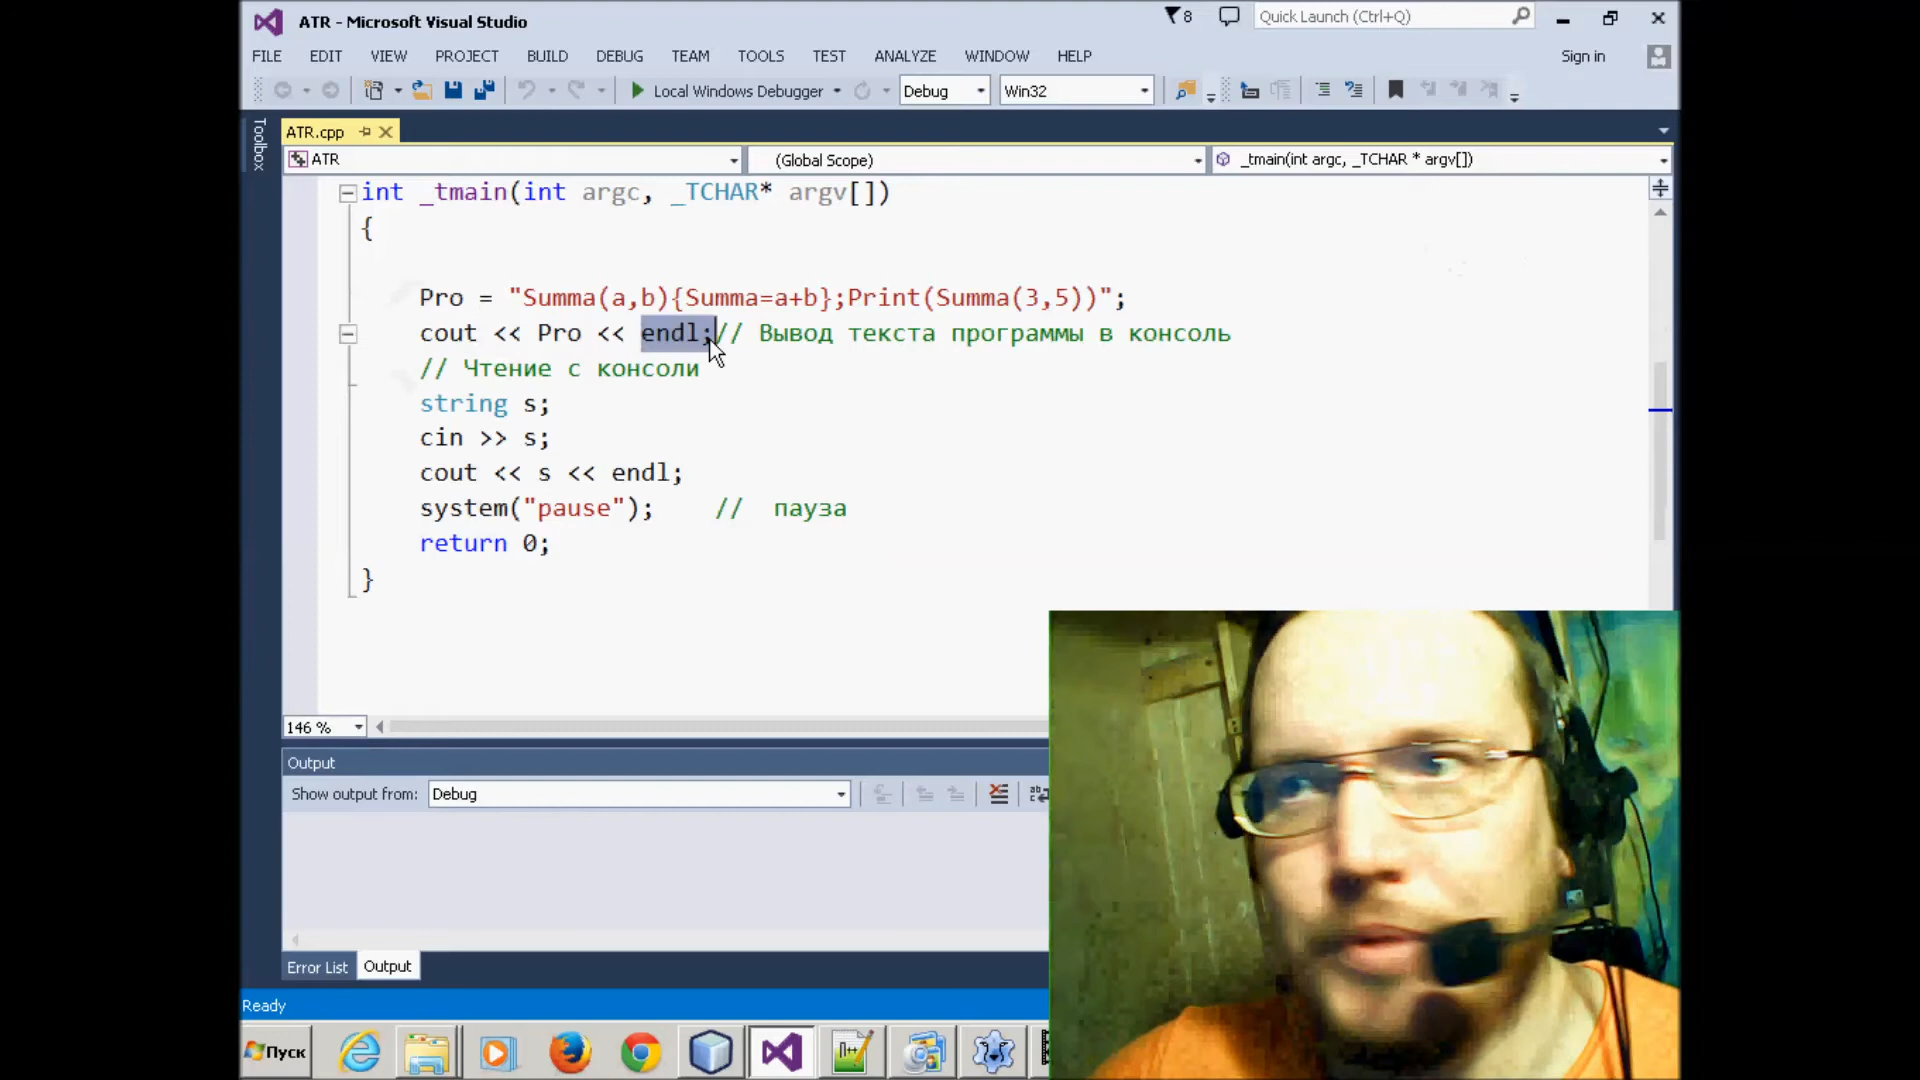 ATR - Microsoft Visual Studio
8
Quick Launch (Ctrl+Q)
FILE EDIT VIEW PROJECT BUILD DEBUG TEAM TOOLS TEST ANALYZE WINDOW HELP
Sign in
Local Windows Debugger
Debug
Win32
Toolbox
ATR.cpp
ATR
(Global Scope)
_tmain(int argc, _TCHAR * argv[])
int _tmain(int argc, _TCHAR* argv[])
{
Pro = "Summa(a,b){Summa=a+b};Print(Summa(3,5))";
cout << Pro << endl;// Вывод текста программы в консоль
// Чтение с консоли
string s;
cin >> s;
cout << s << endl;
system("pause"); // пауза
return 0;
}
146 %
Output
Show output from: Debug
Error List
Output
Ready
Пуск